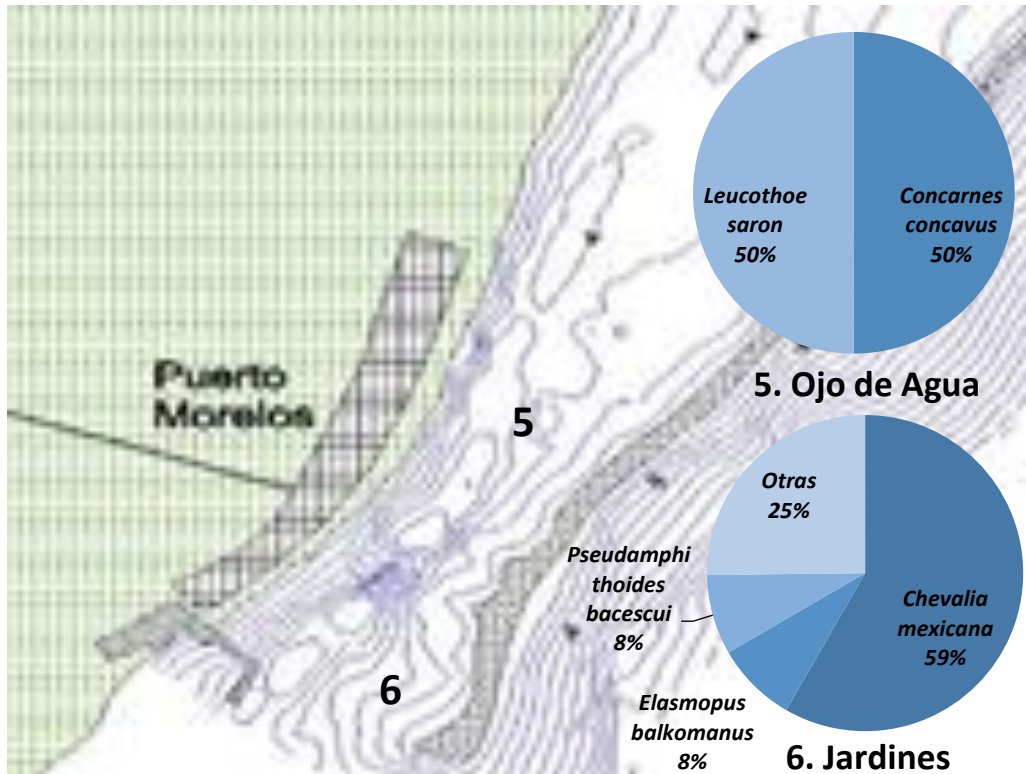 Puerto
Morelos
5
6
Leucothoe
saron
50%
Concarnes
concavus
50%
5. Ojo de Agua
Otras
25%
Pseudamphi
thoides
bacescui
8%
Elasmopus
balkomanus
8%
Chevalia
mexicana
59%
6. Jardines